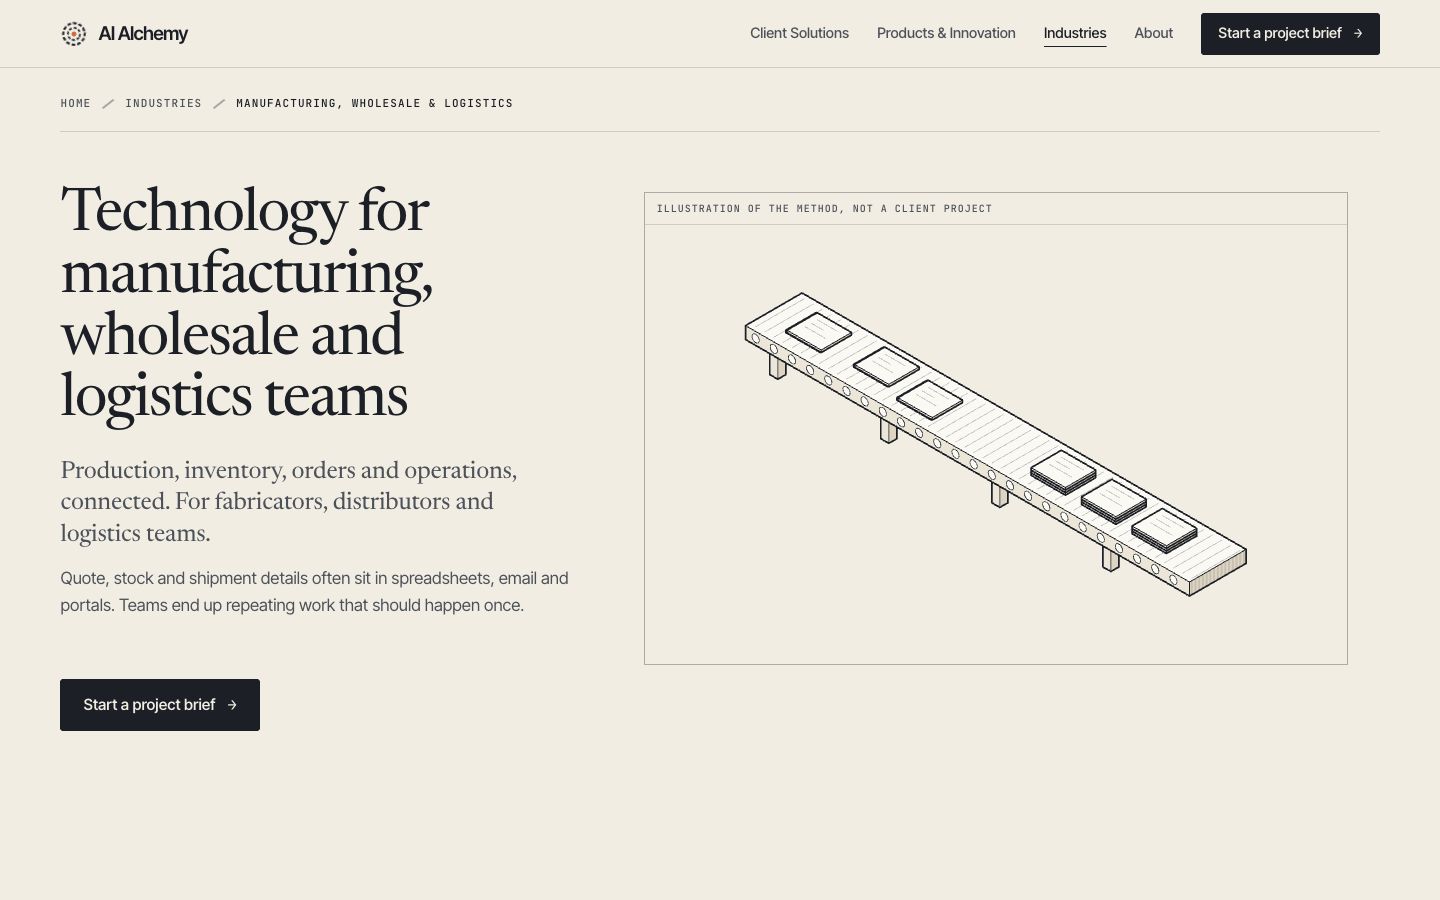 AI Alchemy
Client Solutions
Products & Innovation
Industries
About
Start a project brief →
HOME / INDUSTRIES / MANUFACTURING, WHOLESALE & LOGISTICS
Technology for
manufacturing,
wholesale and
logistics teams
Production, inventory, orders and operations,
connected. For fabricators, distributors and
logistics teams.
Quote, stock and shipment details often sit in spreadsheets, email and
portals. Teams end up repeating work that should happen once.
Start a project brief →
ILLUSTRATION OF THE METHOD, NOT A CLIENT PROJECT